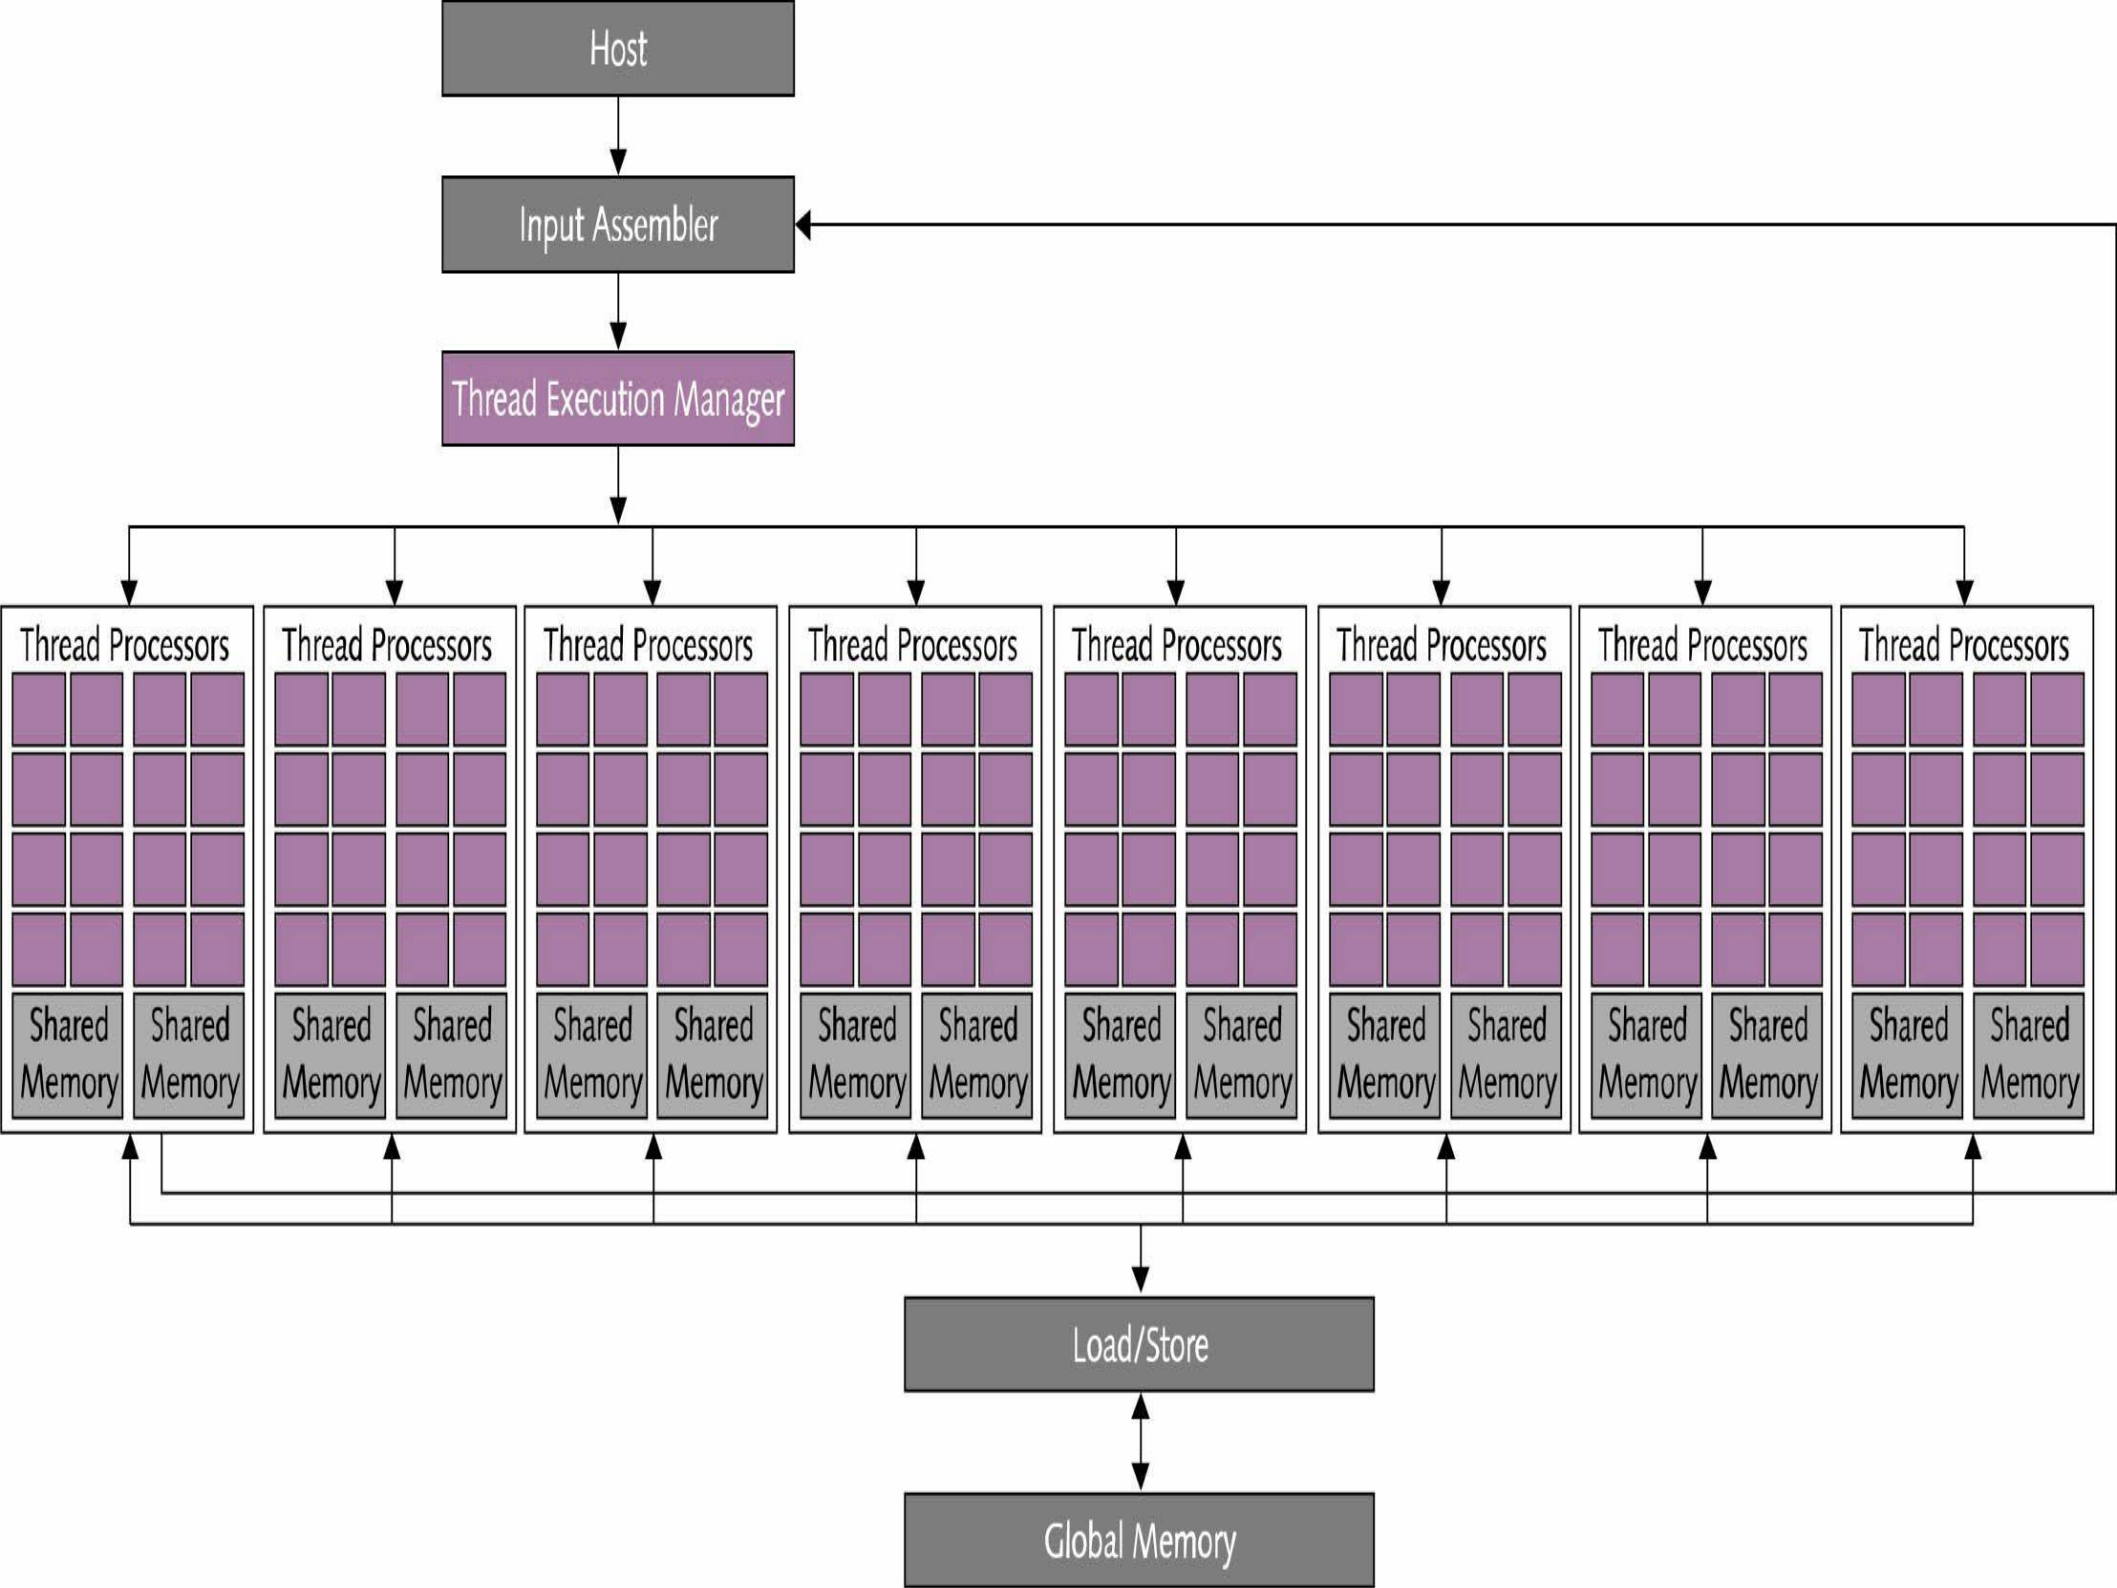 Host
Input Assembler
Thread Execution Manager
Thread Processors
Thread Processors
Thread Processors
Thread Processors
Thread Processors
Thread Processors
Thread Processors
Thread Processors
Shared
Memory
Shared
Memory
Shared
Memory
Shared
Memory
Shared
Memory
Shared
Memory
Shared
Memory
Shared
Memory
Shared
Memory
Shared
Memory
Shared
Memory
Shared
Memory
Shared
Memory
Shared
Memory
Shared
Memory
Shared
Memory
Load/Store
Global Memory